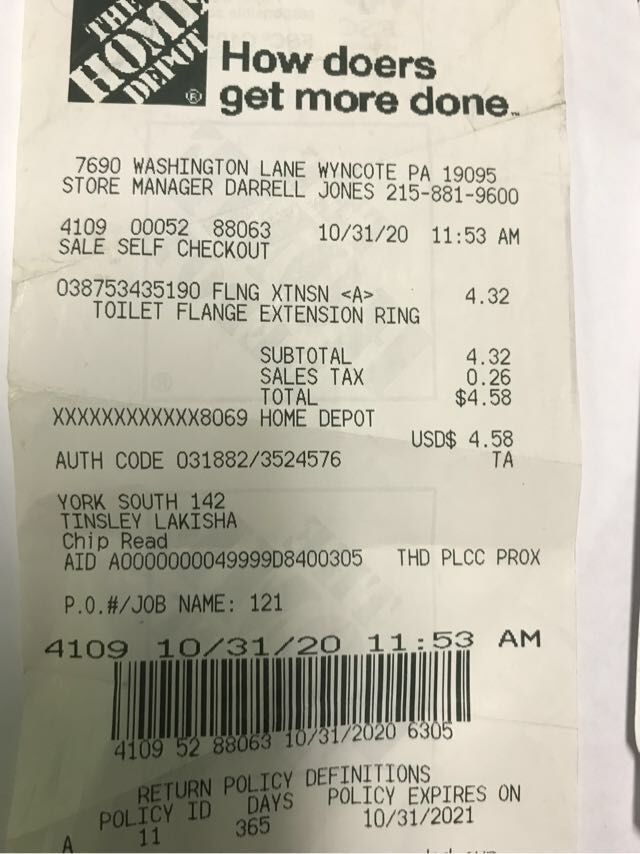 THE
HOME
DEPOT
®
How doers
get more done™
7690 WASHINGTON LANE WYNCOTE PA 19095
STORE MANAGER DARRELL JONES 215-881-9600
4109 00052 88063 10/31/20 11:53 AM
SALE SELF CHECKOUT
038753435190 FLNG XTNSN <A> 4.32
TOILET FLANGE EXTENSION RING
SUBTOTAL 4.32
SALES TAX 0.26
TOTAL $4.58
XXXXXXXXXXXX8069 HOME DEPOT
USD$ 4.58
AUTH CODE 031882/3524576 TA
YORK SOUTH 142
TINSLEY LAKISHA
Chip Read
AID A0000000049999D8400305 THD PLCC PROX
P.O.#/JOB NAME: 121
4109 10/31/20 11:53 AM
4109 52 88063 10/31/2020 6305
RETURN POLICY DEFINITIONS
POLICY ID DAYS POLICY EXPIRES ON
A 11 365 10/31/2021